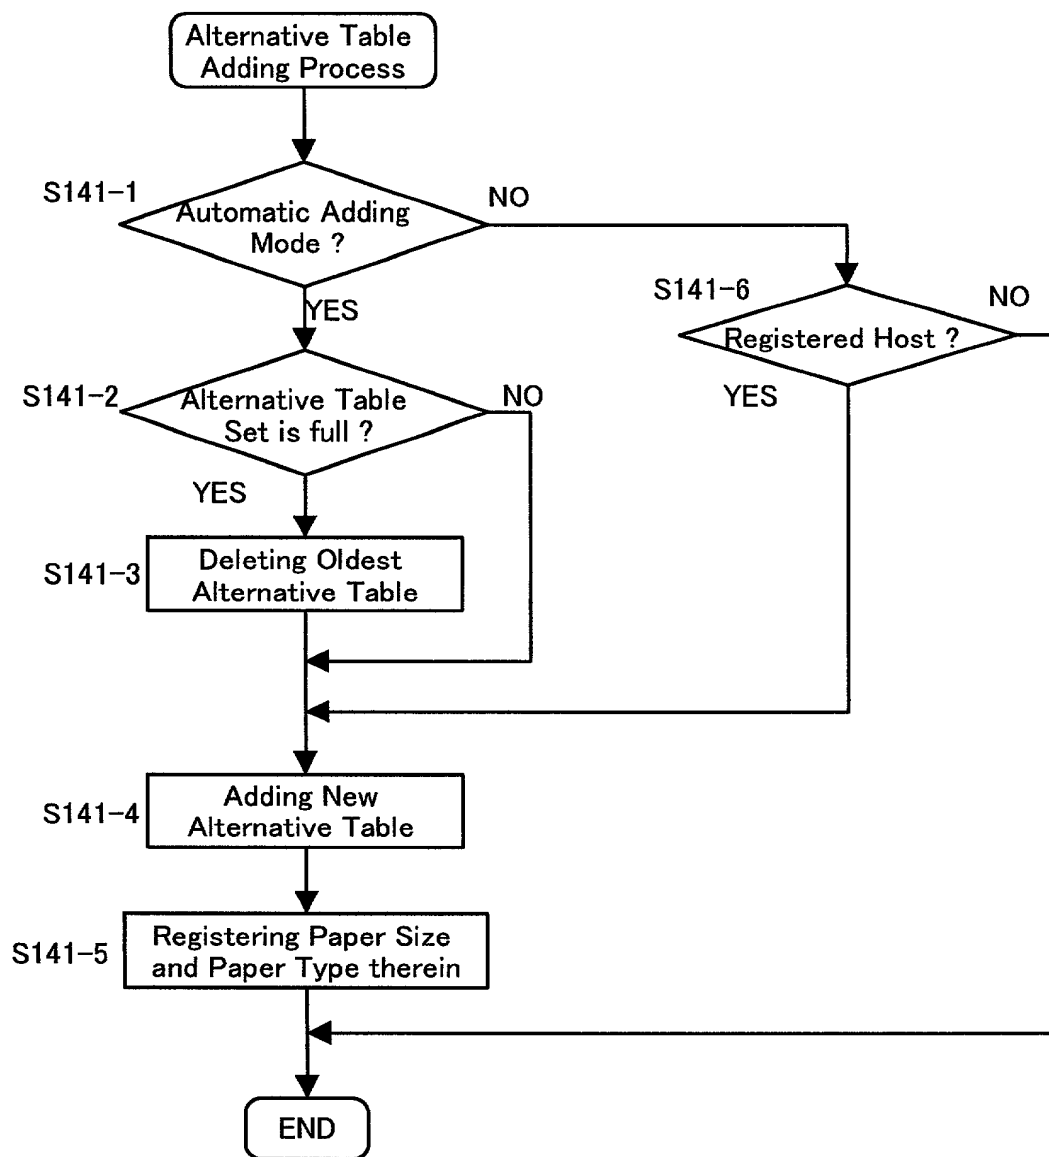 Alternative Table
Adding Process
S141-1
Automatic Adding
Mode ?
NO
YES
S141-6
Registered Host ?
NO
YES
S141-2
Alternative Table
Set is full ?
NO
YES
S141-3
Deleting Oldest
Alternative Table
S141-4
Adding New
Alternative Table
S141-5
Registering Paper Size
and Paper Type therein
END